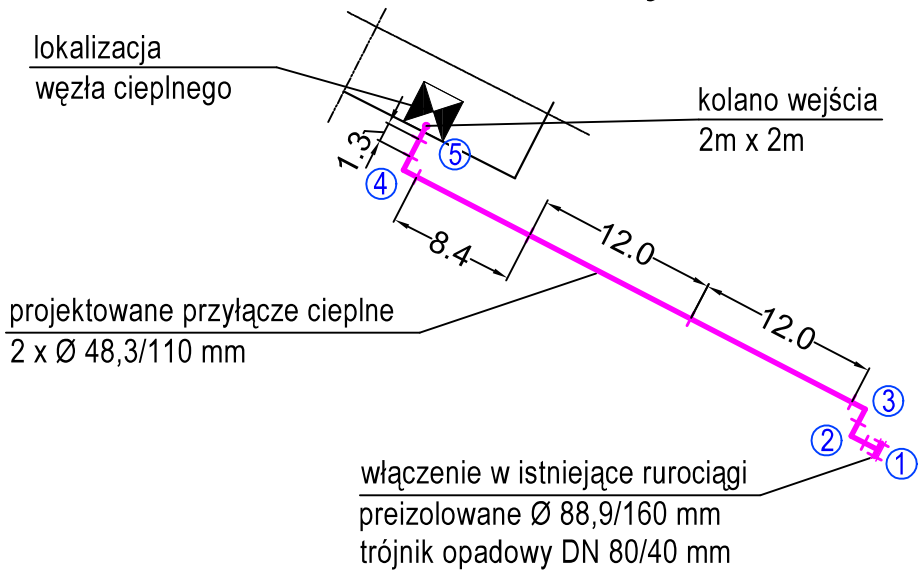 lokalizacja
węzła cieplnego
kolano wejścia
2m x 2m
1.3
5
4
8.4
12.0
12.0
projektowane przyłącze cieplne
2 x Ø 48,3/110 mm
3
2
1
włączenie w istniejące rurociągi
preizolowane Ø 88,9/160 mm
trójnik opadowy DN 80/40 mm